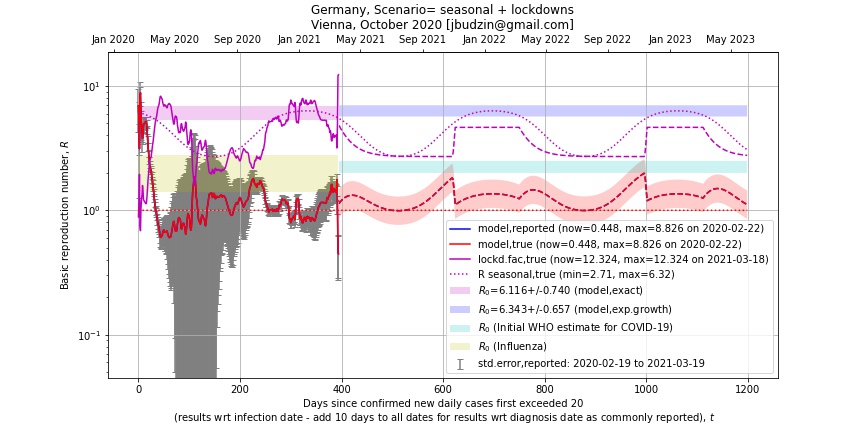 Germany, Scenario= seasonal + lockdowns
Vienna, October 2020 [jbudzin@gmail.com]
Jan 2020 May 2020 Sep 2020 Jan 2021 May 2021 Sep 2021 Jan 2022 May 2022 Sep 2022 Jan 2023 May 2023
10¹
10⁰
10⁻¹
Basic reproduction number, R
model,reported (now=0.448, max=8.826 on 2020-02-22)
model,true (now=0.448, max=8.826 on 2020-02-22)
lockd.fac,true (now=12.324, max=12.324 on 2021-03-18)
R seasonal,true (min=2.71, max=6.32)
R₀=6.116+/-0.740 (model,exact)
R₀=6.343+/-0.657 (model,exp.growth)
R₀ (Initial WHO estimate for COVID-19)
R₀ (Influenza)
std.error,reported: 2020-02-19 to 2021-03-19
0 200 400 600 800 1000 1200
Days since confirmed new daily cases first exceeded 20
(results wrt infection date - add 10 days to all dates for results wrt diagnosis date as commonly reported), t